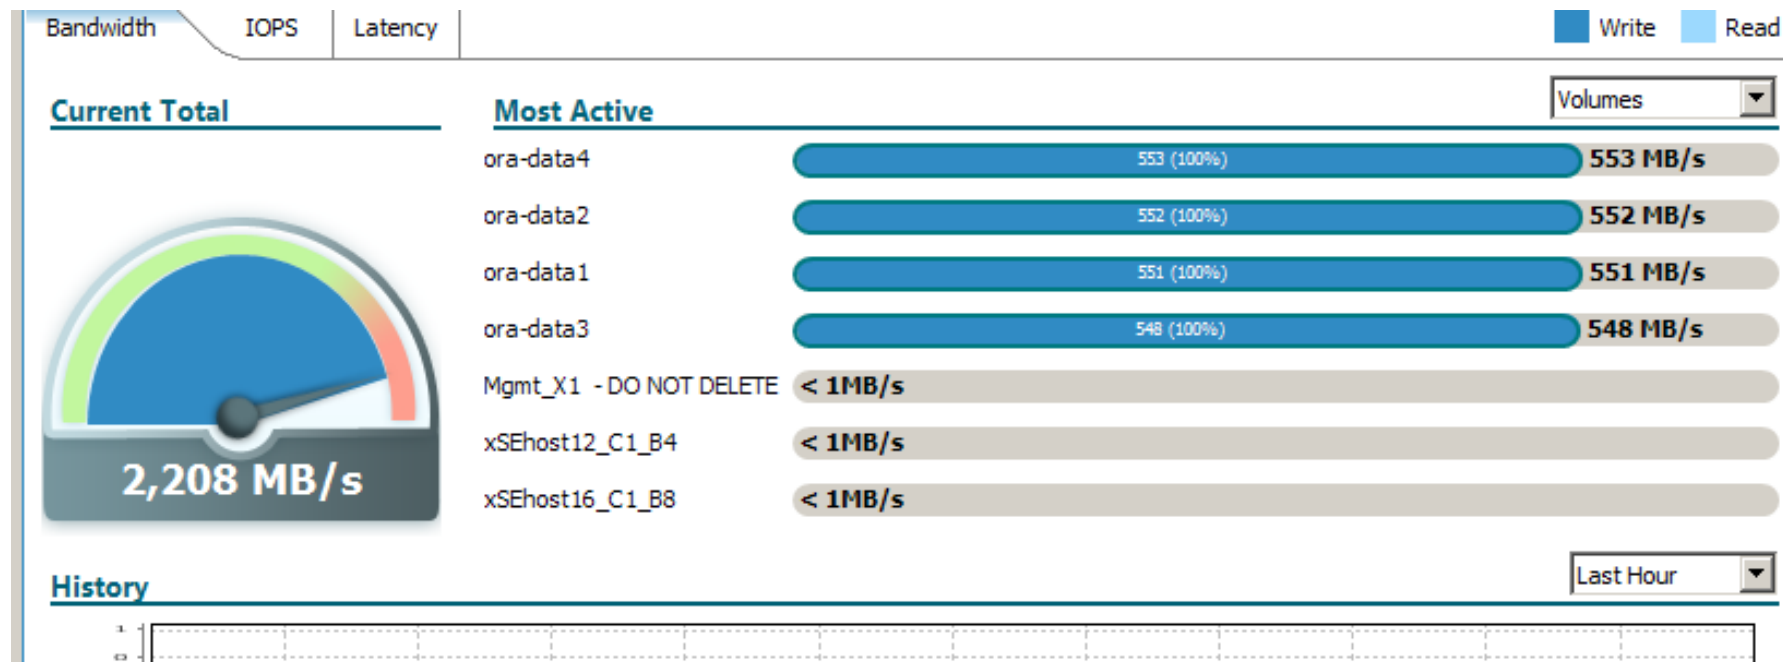 Bandwidth IOPS Latency Write Read
Current Total
Most Active
Volumes
ora-data4 553 (100%) 553 MB/s
ora-data2 552 (100%) 552 MB/s
ora-data1 551 (100%) 551 MB/s
ora-data3 548 (100%) 548 MB/s
Mgmt_X1 - DO NOT DELETE < 1MB/s
xSEhost12_C1_B4 < 1MB/s
xSEhost16_C1_B8 < 1MB/s
2,208 MB/s
History
Last Hour
1
0